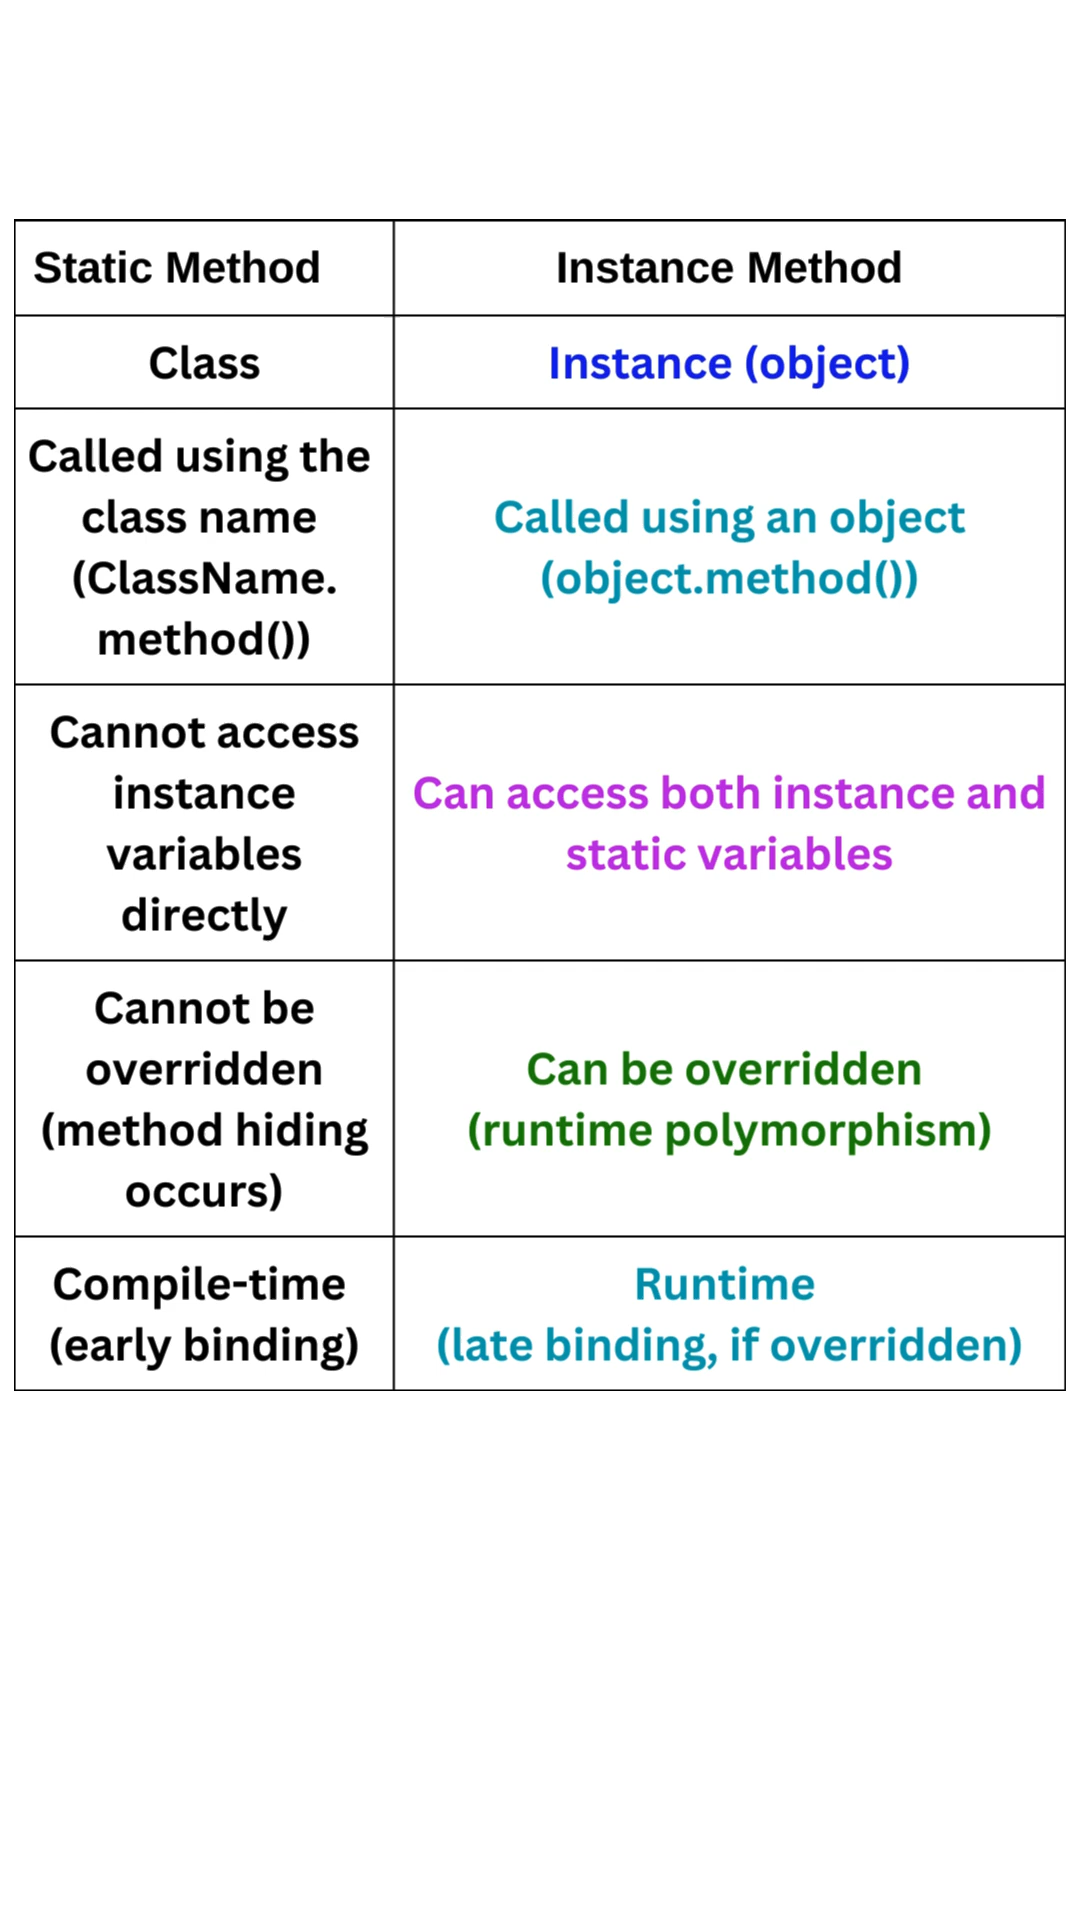 Static Method
Instance Method
Class
Instance (object)
Called using the
class name
(ClassName.
method())
Called using an object
(object.method())
Cannot access
instance
variables
directly
Can access both instance and
static variables
Cannot be
overridden
(method hiding
occurs)
Can be overridden
(runtime polymorphism)
Compile-time
(early binding)
Runtime
(late binding, if overridden)